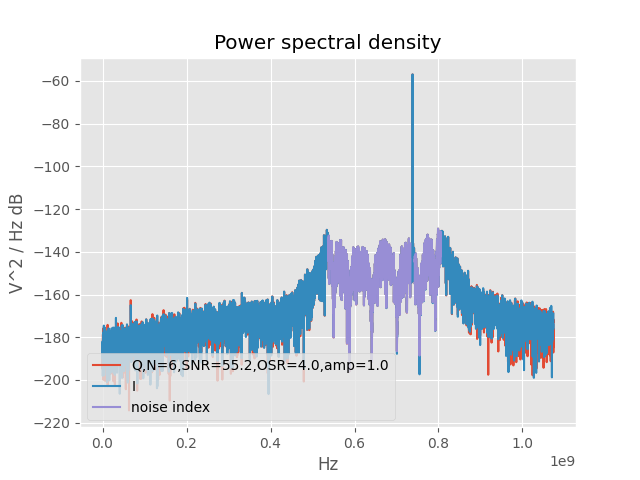 Power spectral density
V^2 / Hz dB
−60
−80
−100
−120
−140
−160
−180
−200
−220
Q,N=6,SNR=55.2,OSR=4.0,amp=1.0
I
noise index
0.0 0.2 0.4 0.6 0.8 1.0
1e9
Hz